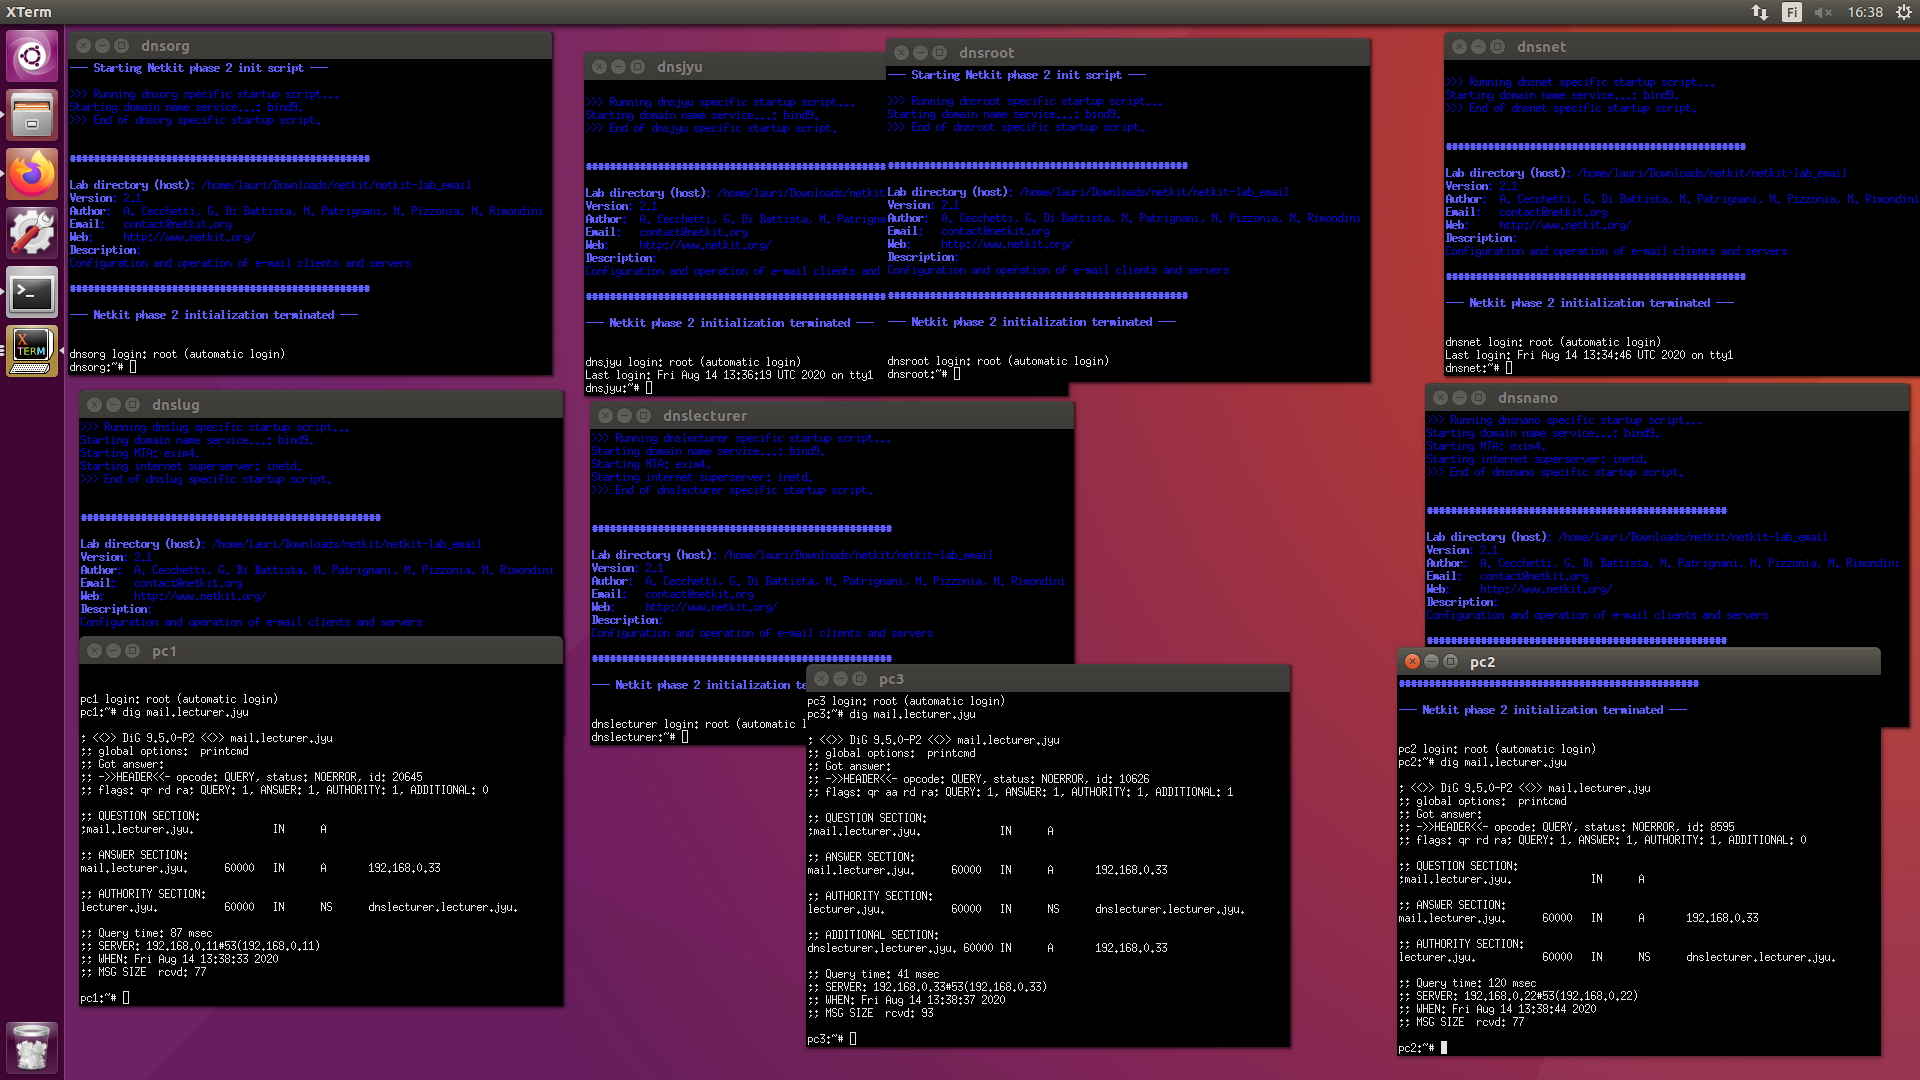 XTerm
Fi
16:38
dnsorg
--- Starting Netkit phase 2 init script ---
>>> Running dnsorg specific startup script...
Starting domain name service...: bind9.
>>> End of dnsorg specific startup script.
##################################################
Lab directory (host): /home/lauri/Downloads/netkit/netkit-lab_email
Version: 2.1
Author:  A. Cecchetti, G. Di Battista, M. Patrignani, M. Pizzonia, M. Rimondini
Email:   contact@netkit.org
Web:     http://www.netkit.org/
Description:
Configuration and operation of e-mail clients and servers
##################################################
--- Netkit phase 2 initialization terminated ---
dnsorg login: root (automatic login)
dnsorg:~#
dnsjyu
>>> Running dnsjyu specific startup script...
Starting domain name service...: bind9.
>>> End of dnsjyu specific startup script.
##################################################
Lab directory (host): /home/lauri/Downloads/netkit
Version: 2.1
Author:  A. Cecchetti, G. Di Battista, M. Patrigna
Email:   contact@netkit.org
Web:     http://www.netkit.org/
Description:
Configuration and operation of e-mail clients and
##################################################
--- Netkit phase 2 initialization terminated ---
dnsjyu login: root (automatic login)
Last login: Fri Aug 14 13:36:19 UTC 2020 on tty1
dnsjyu:~#
dnsroot
--- Starting Netkit phase 2 init script ---
>>> Running dnsroot specific startup script...
Starting domain name service...: bind9.
>>> End of dnsroot specific startup script.
##################################################
Lab directory (host): /home/lauri/Downloads/netkit/netkit-lab_email
Version: 2.1
Author:  A. Cecchetti, G. Di Battista, M. Patrignani, M. Pizzonia, M. Rimondini
Email:   contact@netkit.org
Web:     http://www.netkit.org/
Description:
Configuration and operation of e-mail clients and servers
##################################################
--- Netkit phase 2 initialization terminated ---
dnsroot login: root (automatic login)
dnsroot:~#
dnsnet
>>> Running dnsnet specific startup script...
Starting domain name service...: bind9.
>>> End of dnsnet specific startup script.
##################################################
Lab directory (host): /home/lauri/Downloads/netkit/netkit-lab_email
Version: 2.1
Author:  A. Cecchetti, G. Di Battista, M. Patrignani, M. Pizzonia, M. Rimondini
Email:   contact@netkit.org
Web:     http://www.netkit.org/
Description:
Configuration and operation of e-mail clients and servers
##################################################
--- Netkit phase 2 initialization terminated ---
dnsnet login: root (automatic login)
Last login: Fri Aug 14 13:34:46 UTC 2020 on tty1
dnsnet:~#
dnslug
>>> Running dnslug specific startup script...
Starting domain name service...: bind9.
Starting MTA: exim4.
Starting internet superserver: inetd.
>>> End of dnslug specific startup script.
##################################################
Lab directory (host): /home/lauri/Downloads/netkit/netkit-lab_email
Version: 2.1
Author:  A. Cecchetti, G. Di Battista, M. Patrignani, M. Pizzonia, M. Rimondini
Email:   contact@netkit.org
Web:     http://www.netkit.org/
Description:
Configuration and operation of e-mail clients and servers
dnslecturer
>>> Running dnslecturer specific startup script...
Starting domain name service...: bind9.
Starting MTA: exim4.
Starting internet superserver: inetd.
>>> End of dnslecturer specific startup script.
##################################################
Lab directory (host): /home/lauri/Downloads/netkit/netkit-lab_email
Version: 2.1
Author:  A. Cecchetti, G. Di Battista, M. Patrignani, M. Pizzonia, M. Rimondini
Email:   contact@netkit.org
Web:     http://www.netkit.org/
Description:
Configuration and operation of e-mail clients and servers
##################################################
--- Netkit phase 2 initialization te
dnslecturer login: root (automatic l
dnslecturer:~#
dnsnano
>>> Running dnsnano specific startup script...
Starting domain name service...: bind9.
Starting MTA: exim4.
Starting internet superserver: inetd.
>>> End of dnsnano specific startup script.
##################################################
Lab directory (host): /home/lauri/Downloads/netkit/netkit-lab_email
Version: 2.1
Author:  A. Cecchetti, G. Di Battista, M. Patrignani, M. Pizzonia, M. Rimondini
Email:   contact@netkit.org
Web:     http://www.netkit.org/
Description:
Configuration and operation of e-mail clients and servers
##################################################
pc1
pc1 login: root (automatic login)
pc1:~# dig mail.lecturer.jyu
; <<>> DiG 9.5.0-P2 <<>> mail.lecturer.jyu
;; global options:  printcmd
;; Got answer:
;; ->>HEADER<<- opcode: QUERY, status: NOERROR, id: 20645
;; flags: qr rd ra; QUERY: 1, ANSWER: 1, AUTHORITY: 1, ADDITIONAL: 0
;; QUESTION SECTION:
;mail.lecturer.jyu.             IN      A
;; ANSWER SECTION:
mail.lecturer.jyu.      60000   IN      A       192.168.0.33
;; AUTHORITY SECTION:
lecturer.jyu.           60000   IN      NS      dnslecturer.lecturer.jyu.
;; Query time: 87 msec
;; SERVER: 192.168.0.11#53(192.168.0.11)
;; WHEN: Fri Aug 14 13:38:33 2020
;; MSG SIZE  rcvd: 77
pc1:~#
pc3
pc3 login: root (automatic login)
pc3:~# dig mail.lecturer.jyu
; <<>> DiG 9.5.0-P2 <<>> mail.lecturer.jyu
;; global options:  printcmd
;; Got answer:
;; ->>HEADER<<- opcode: QUERY, status: NOERROR, id: 10626
;; flags: qr aa rd ra; QUERY: 1, ANSWER: 1, AUTHORITY: 1, ADDITIONAL: 1
;; QUESTION SECTION:
;mail.lecturer.jyu.             IN      A
;; ANSWER SECTION:
mail.lecturer.jyu.      60000   IN      A       192.168.0.33
;; AUTHORITY SECTION:
lecturer.jyu.           60000   IN      NS      dnslecturer.lecturer.jyu.
;; ADDITIONAL SECTION:
dnslecturer.lecturer.jyu. 60000 IN      A       192.168.0.33
;; Query time: 41 msec
;; SERVER: 192.168.0.33#53(192.168.0.33)
;; WHEN: Fri Aug 14 13:38:37 2020
;; MSG SIZE  rcvd: 93
pc3:~#
pc2
##################################################
--- Netkit phase 2 initialization terminated ---
pc2 login: root (automatic login)
pc2:~# dig mail.lecturer.jyu
; <<>> DiG 9.5.0-P2 <<>> mail.lecturer.jyu
;; global options:  printcmd
;; Got answer:
;; ->>HEADER<<- opcode: QUERY, status: NOERROR, id: 8595
;; flags: qr rd ra; QUERY: 1, ANSWER: 1, AUTHORITY: 1, ADDITIONAL: 0
;; QUESTION SECTION:
;mail.lecturer.jyu.             IN      A
;; ANSWER SECTION:
mail.lecturer.jyu.      60000   IN      A       192.168.0.33
;; AUTHORITY SECTION:
lecturer.jyu.           60000   IN      NS      dnslecturer.lecturer.jyu.
;; Query time: 120 msec
;; SERVER: 192.168.0.22#53(192.168.0.22)
;; WHEN: Fri Aug 14 13:38:44 2020
;; MSG SIZE  rcvd: 77
pc2:~#
X
TERM